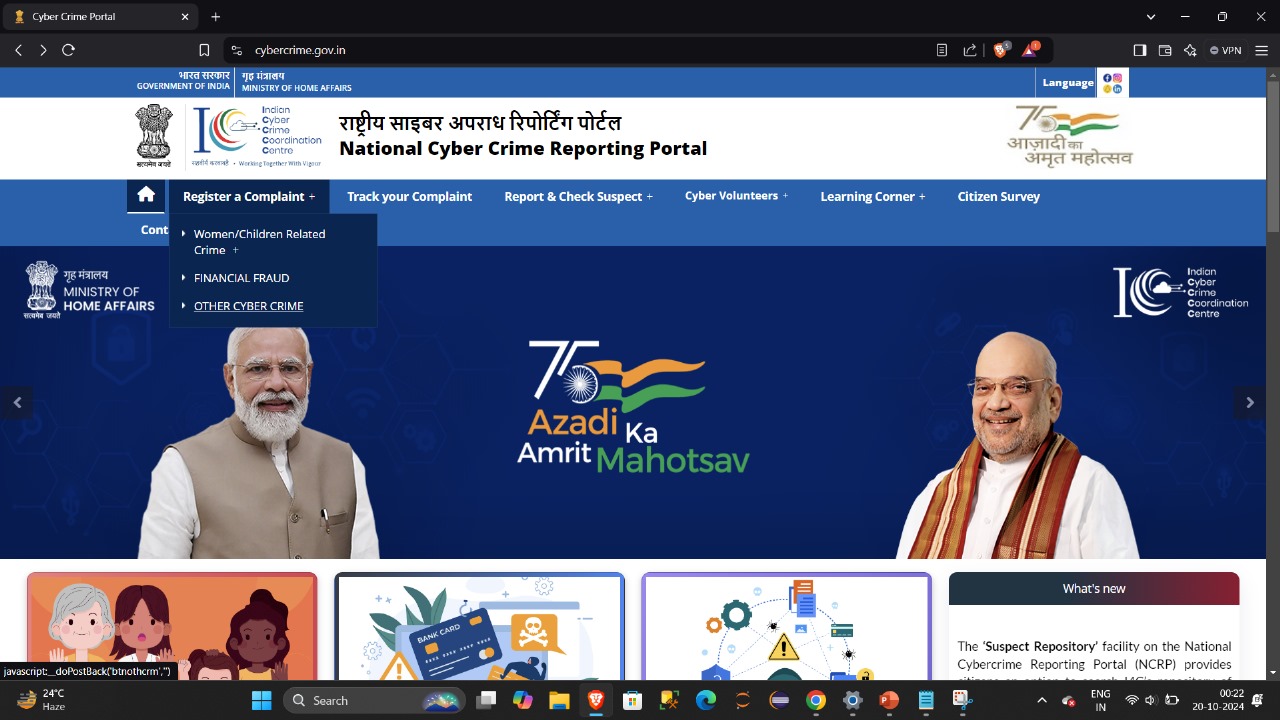 Cyber Crime Portal
cybercrime.gov.in
VPN
भारत सरकार
GOVERNMENT OF INDIA
गृह मंत्रालय
MINISTRY OF HOME AFFAIRS
Language
सत्यमेव जयते
Indian
Cyber
Crime
Coordination
Centre
• Working Together With Vigour
राष्ट्रीय साइबर अपराध रिपोर्टिंग पोर्टल
National Cyber Crime Reporting Portal
75
आज़ादी का
अमृत महोत्सव
Register a Complaint +
Track your Complaint
Report & Check Suspect +
Cyber Volunteers +
Learning Corner +
Citizen Survey
Cont
Women/Children Related
Crime +
FINANCIAL FRAUD
OTHER CYBER CRIME
गृह मंत्रालय
MINISTRY OF
HOME AFFAIRS
सत्यमेव जयते
Indian
Cyber
Crime
Coordination
Centre
75
Azadi Ka
Amrit Mahotsav
BANK CARD
What's new
The 'Suspect Repository' facility on the National
Cybercrime Reporting Portal (NCRP) provides
javascript:__doPostBack('btnothcrm','')
24°C
Haze
Search
ENG
IN
00:22
20-10-2024